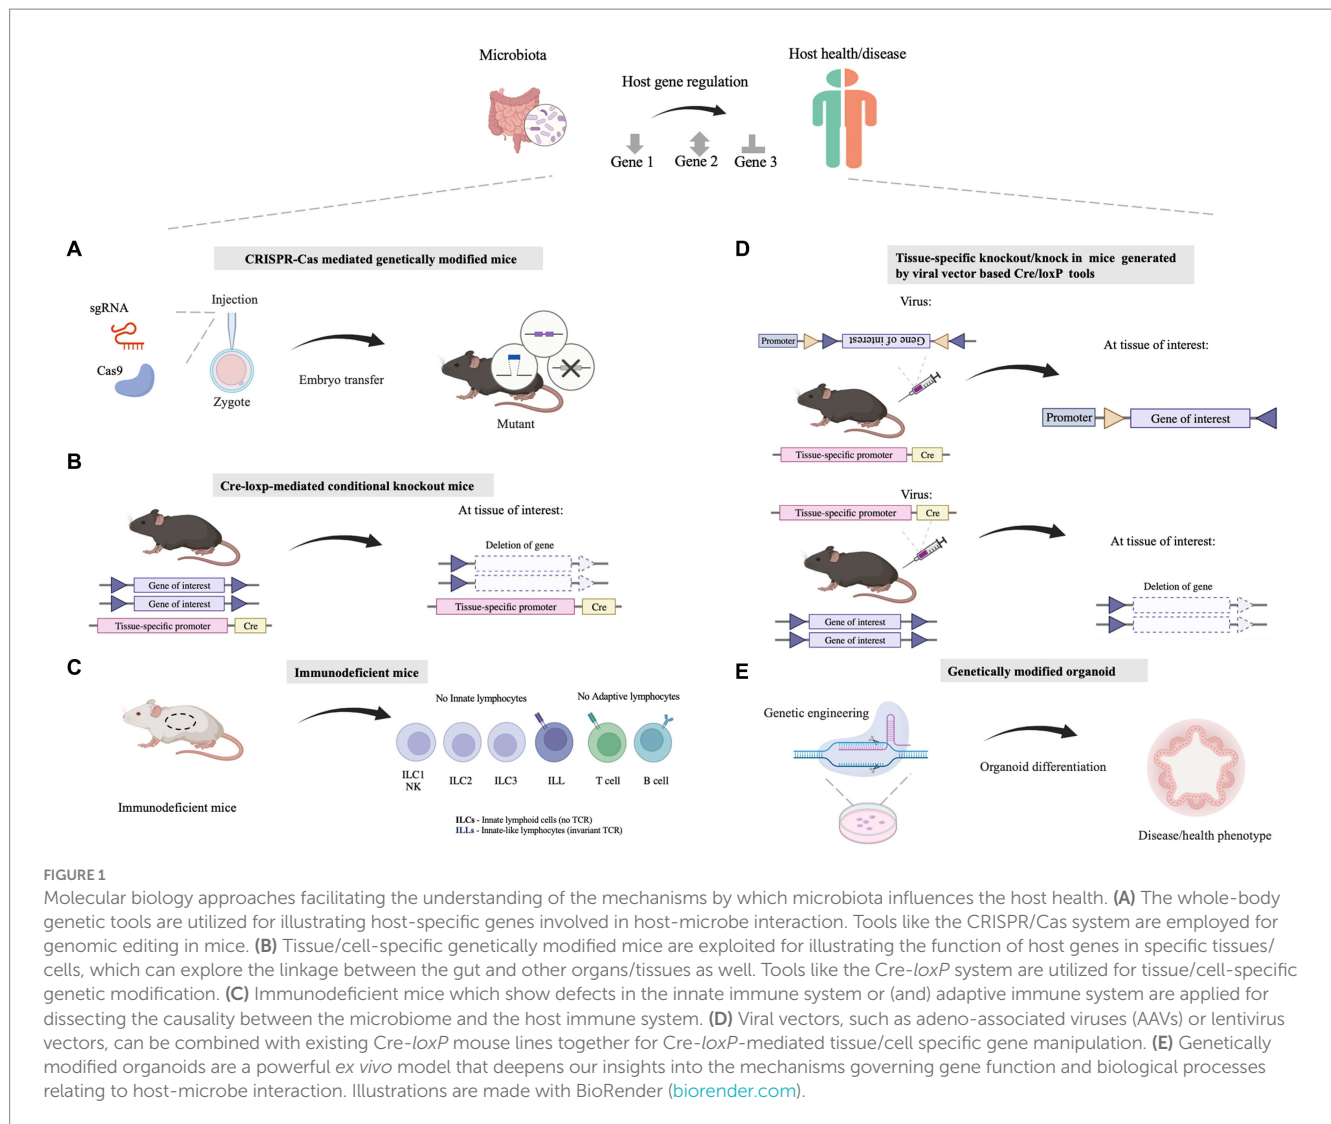 Microbiota
Host gene regulation
Host health/disease
Gene 1
Gene 2
Gene 3
A
CRISPR-Cas mediated genetically modified mice
sgRNA
Cas9
Injection
Zygote
Embryo transfer
Mutant
B
Cre-loxp-mediated conditional knockout mice
At tissue of interest:
Gene of interest
Gene of interest
Tissue-specific promoter
Cre
Deletion of gene
Tissue-specific promoter
Cre
C
Immunodeficient mice
Immunodeficient mice
No Innate lymphocytes
No Adaptive lymphocytes
ILC1
NK
ILC2
ILC3
ILL
T cell
B cell
ILCs - Innate lymphoid cells (no TCR)
ILLs - Innate-like lymphocytes (invariant TCR)
D
Tissue-specific knockout/knock in mice generated
by viral vector based Cre/loxP tools
Virus:
Promoter
Gene of interest
At tissue of interest:
Promoter
Gene of interest
Tissue-specific promoter
Cre
Virus:
Tissue-specific promoter
Cre
At tissue of interest:
Deletion of gene
Gene of interest
Gene of interest
E
Genetically modified organoid
Genetic engineering
Organoid differentiation
Disease/health phenotype
FIGURE 1
Molecular biology approaches facilitating the understanding of the mechanisms by which microbiota influences the host health. (A) The whole-body
genetic tools are utilized for illustrating host-specific genes involved in host-microbe interaction. Tools like the CRISPR/Cas system are employed for
genomic editing in mice. (B) Tissue/cell-specific genetically modified mice are exploited for illustrating the function of host genes in specific tissues/
cells, which can explore the linkage between the gut and other organs/tissues as well. Tools like the Cre-loxP system are utilized for tissue/cell-specific
genetic modification. (C) Immunodeficient mice which show defects in the innate immune system or (and) adaptive immune system are applied for
dissecting the causality between the microbiome and the host immune system. (D) Viral vectors, such as adeno-associated viruses (AAVs) or lentivirus
vectors, can be combined with existing Cre-loxP mouse lines together for Cre-loxP-mediated tissue/cell specific gene manipulation. (E) Genetically
modified organoids are a powerful ex vivo model that deepens our insights into the mechanisms governing gene function and biological processes
relating to host-microbe interaction. Illustrations are made with BioRender (biorender.com).